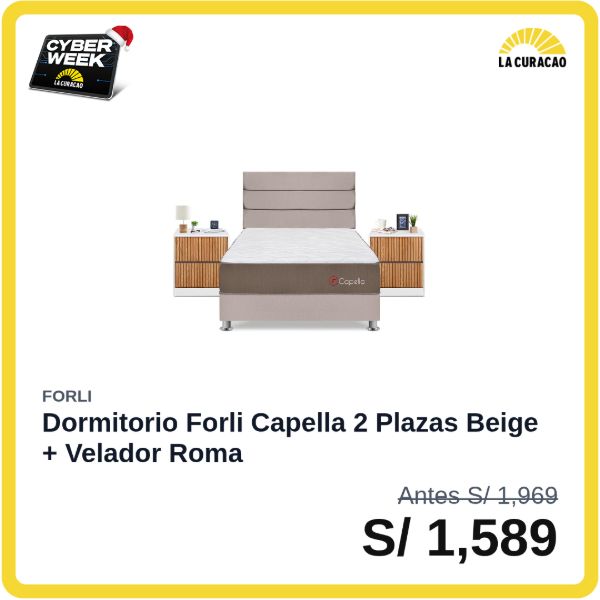 CYBER
WEEK
LA CURACAO
LA CURACAO
Capella
FORLI
Dormitorio Forli Capella 2 Plazas Beige
+ Velador Roma
Antes S/ 1,969
S/ 1,589